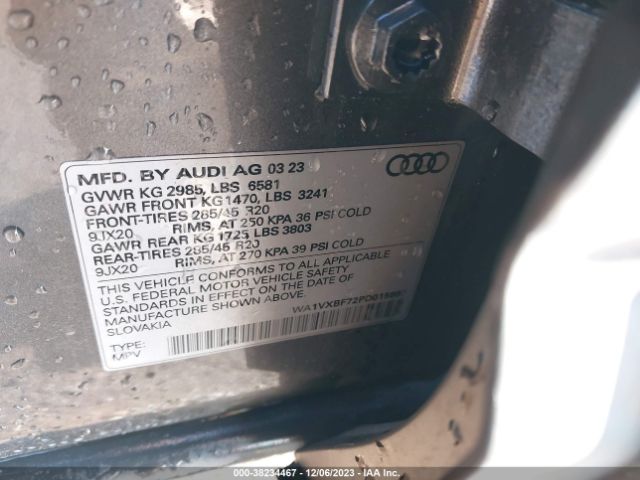 MFD. BY AUDI AG 03 23
GVWR KG 2985, LBS 6581
GAWR FRONT KG1470, LBS 3241
FRONT-TIRES 285/45 R20
9JX20 RIMS, AT 250 KPA 36 PSI COLD
GAWR REAR KG 1725 LBS 3803
REAR-TIRES 285/45 R20
9JX20 RIMS, AT 270 KPA 39 PSI COLD
THIS VEHICLE CONFORMS TO ALL APPLICABLE
U.S. FEDERAL MOTOR VEHICLE SAFETY
STANDARDS IN EFFECT ON THE DATE OF
MANUFACTURE SHOWN ABOVE.
SLOVAKIA
TYPE:
MPV
000-38234467 - 12/06/2023 - IAA Inc.